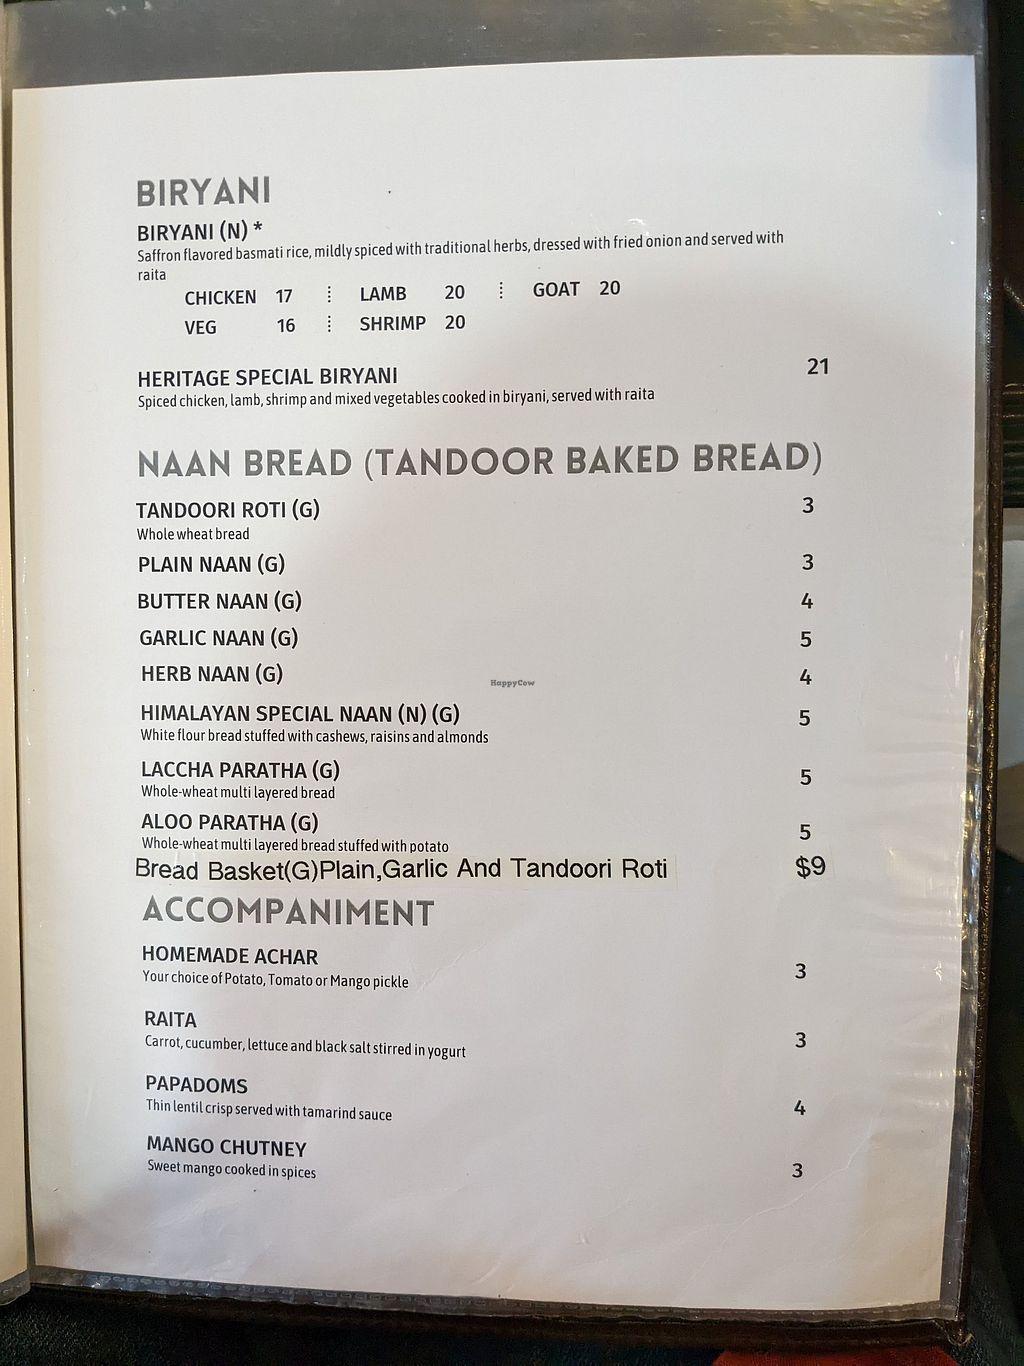 BIRYANI
BIRYANI (N) *
Saffron flavored basmati rice, mildly spiced with traditional herbs, dressed with fried onion and served with
raita
CHICKEN 17 LAMB 20 GOAT 20
VEG 16 SHRIMP 20
HERITAGE SPECIAL BIRYANI 21
Spiced chicken, lamb, shrimp and mixed vegetables cooked in biryani, served with raita
NAAN BREAD (TANDOOR BAKED BREAD)
TANDOORI ROTI (G) 3
Whole wheat bread
PLAIN NAAN (G) 3
BUTTER NAAN (G) 4
GARLIC NAAN (G) 5
HERB NAAN (G) 4
HappyCow
HIMALAYAN SPECIAL NAAN (N) (G) 5
White flour bread stuffed with cashews, raisins and almonds
LACCHA PARATHA (G) 5
Whole-wheat multi layered bread
ALOO PARATHA (G) 5
Whole-wheat multi layered bread stuffed with potato
Bread Basket(G)Plain,Garlic And Tandoori Roti $9
ACCOMPANIMENT
HOMEMADE ACHAR 3
Your choice of Potato, Tomato or Mango pickle
RAITA 3
Carrot, cucumber, lettuce and black salt stirred in yogurt
PAPADOMS 4
Thin lentil crisp served with tamarind sauce
MANGO CHUTNEY 3
Sweet mango cooked in spices